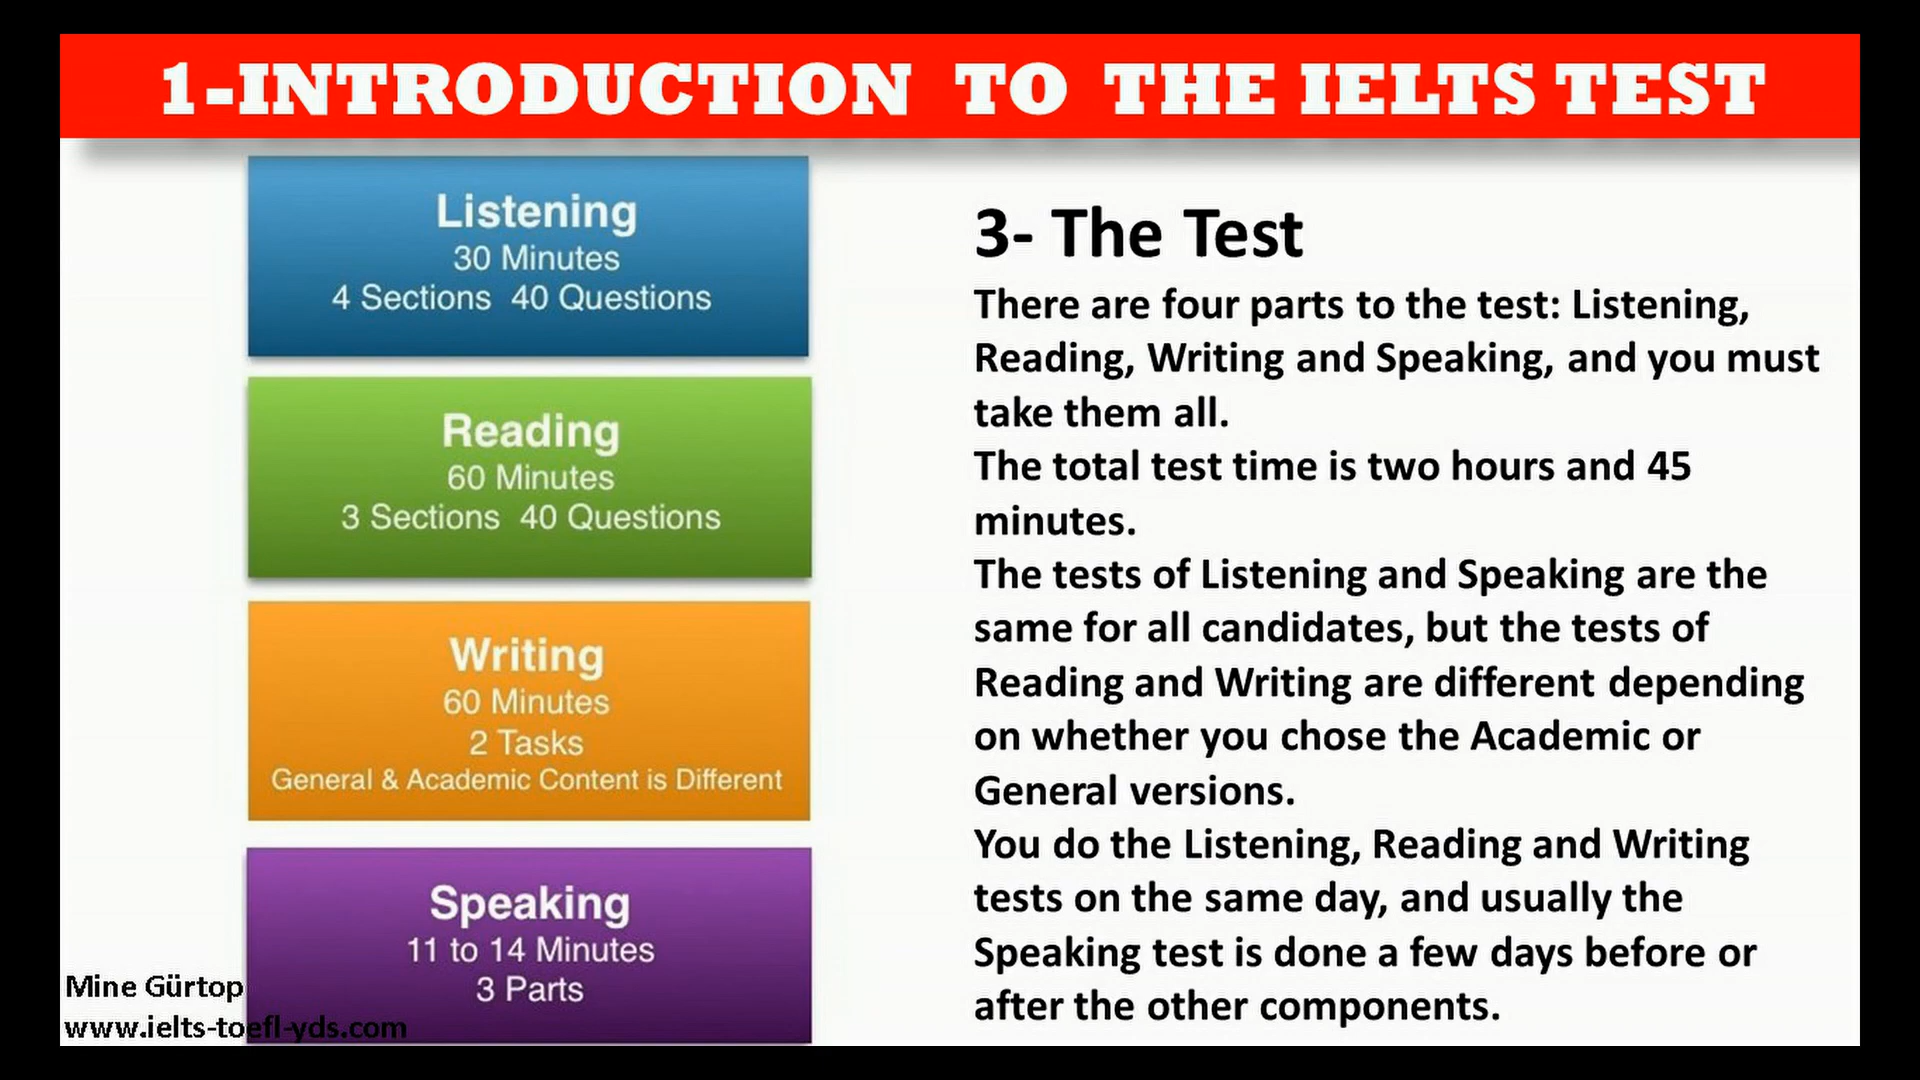 1-INTRODUCTION TO THE IELTS TEST
Listening
30 Minutes
4 Sections 40 Questions
Reading
60 Minutes
3 Sections 40 Questions
Writing
60 Minutes
2 Tasks
General & Academic Content is Different
Speaking
11 to 14 Minutes
3 Parts
Mine Gürtop
www.ielts-toefl-yds.com
3- The Test
There are four parts to the test: Listening,
Reading, Writing and Speaking, and you must
take them all.
The total test time is two hours and 45
minutes.
The tests of Listening and Speaking are the
same for all candidates, but the tests of
Reading and Writing are different depending
on whether you chose the Academic or
General versions.
You do the Listening, Reading and Writing
tests on the same day, and usually the
Speaking test is done a few days before or
after the other components.